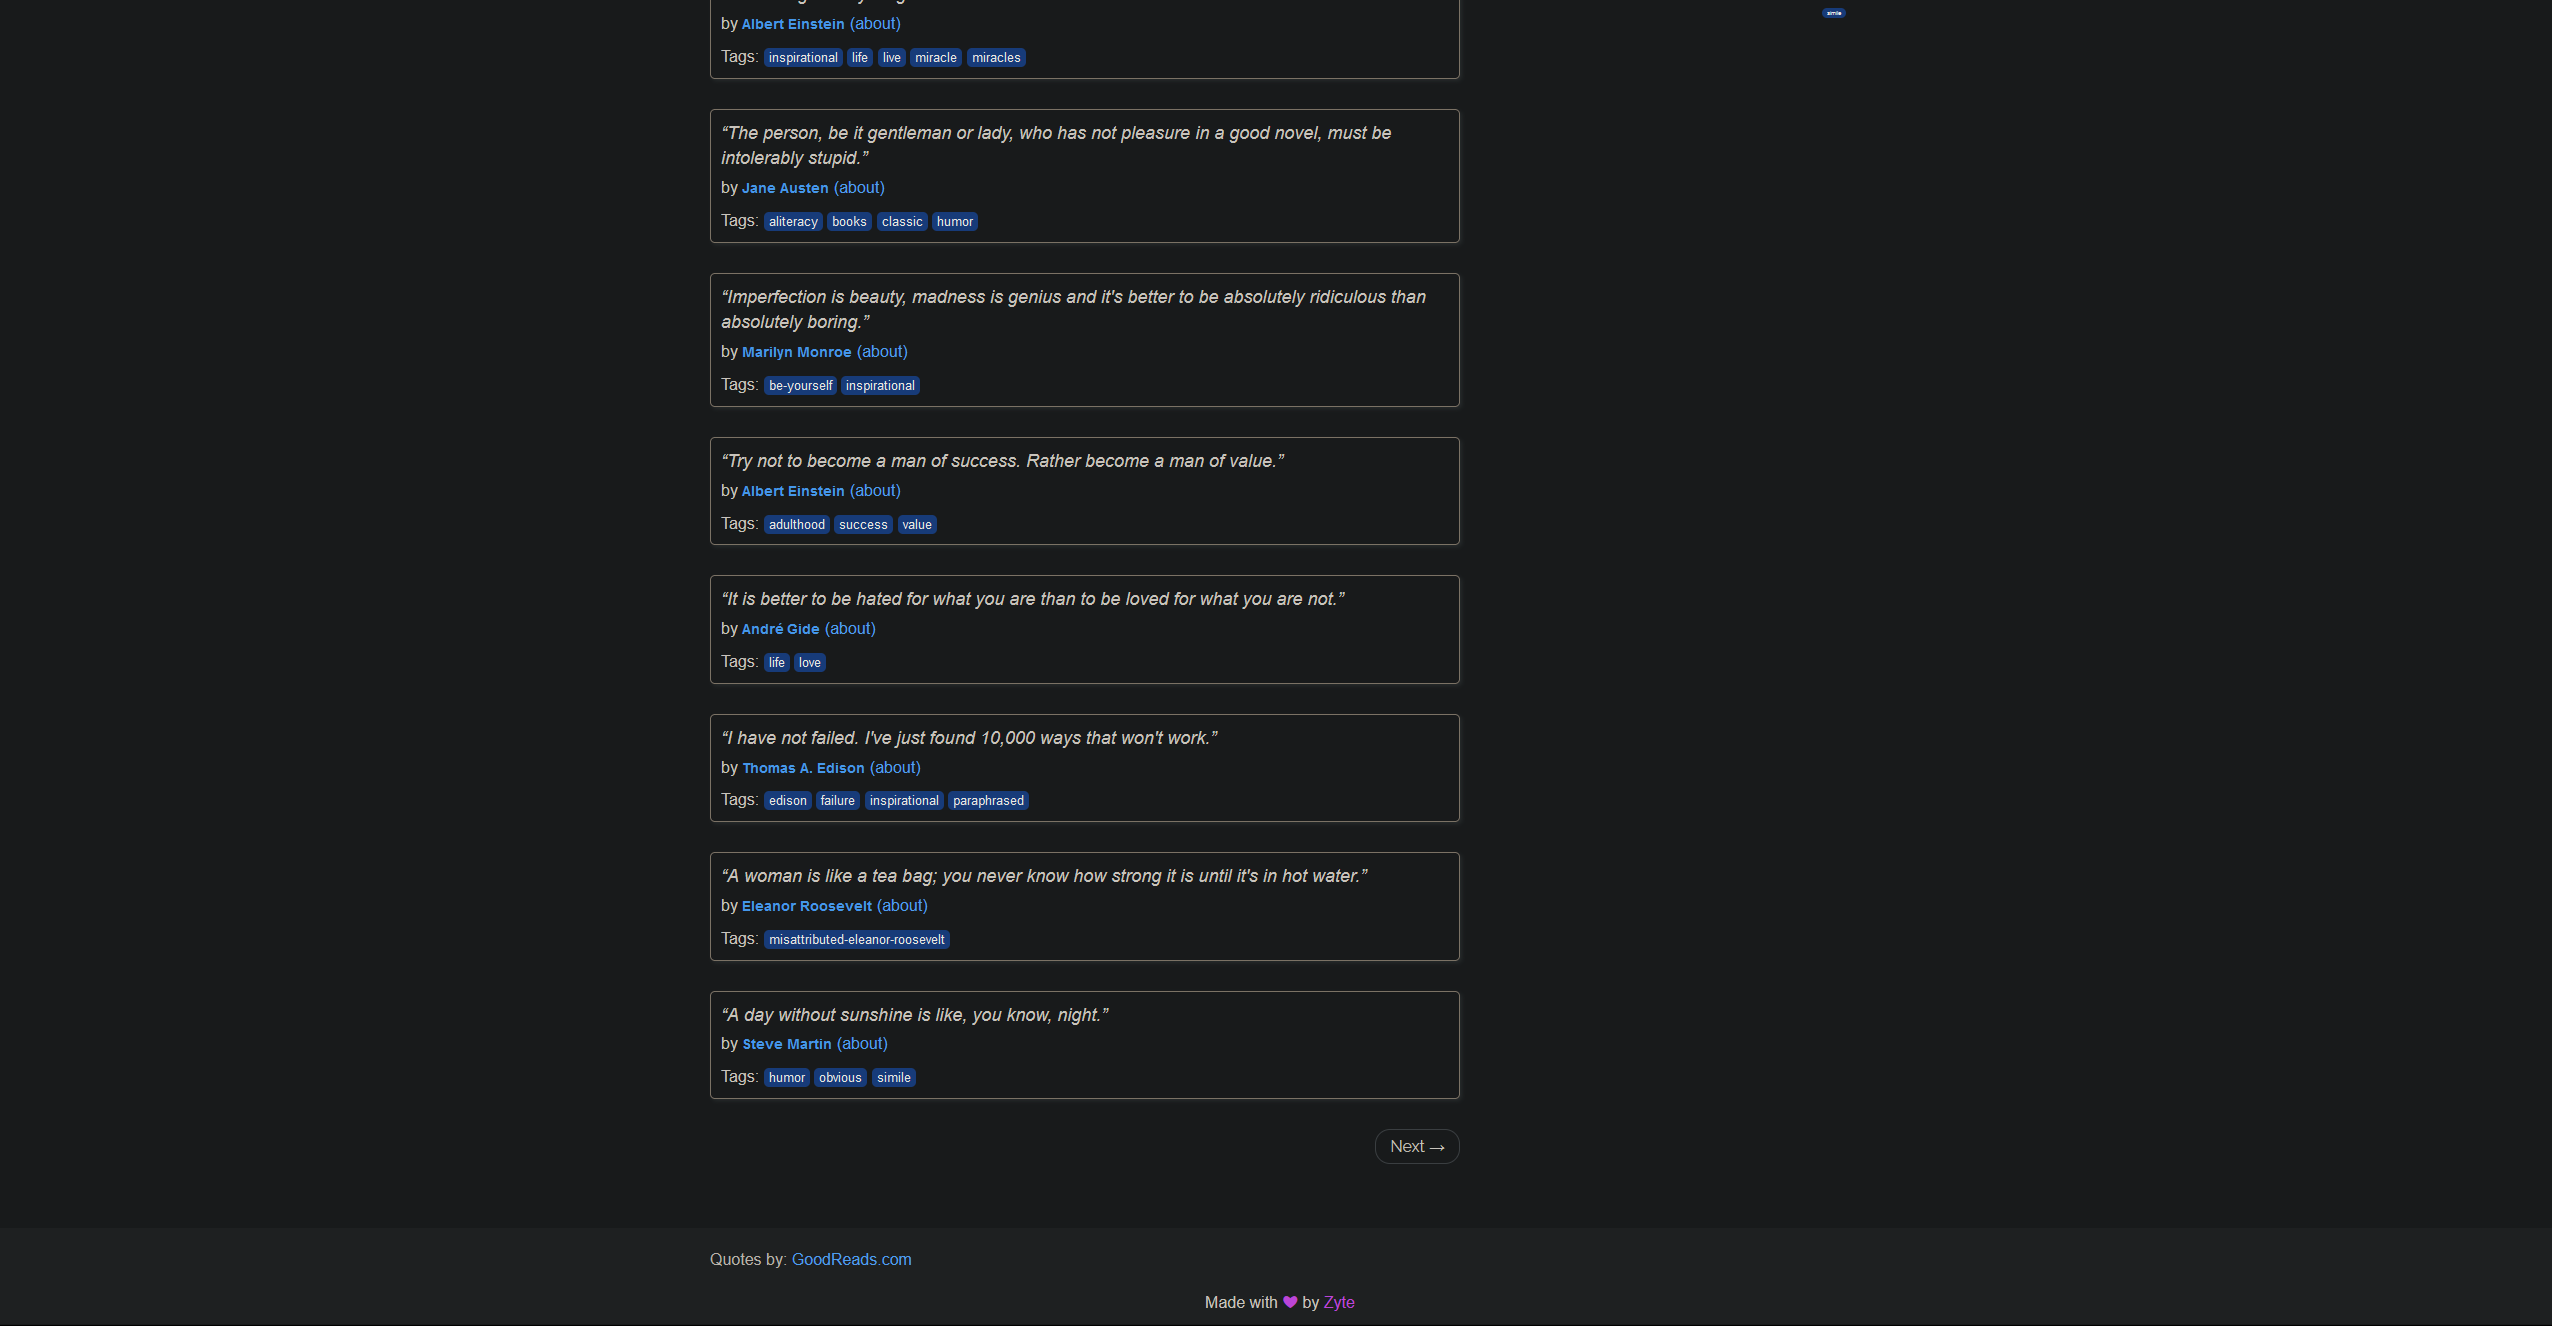 by Albert Einstein (about)
Tags: inspirational life live miracle miracles
simile
“The person, be it gentleman or lady, who has not pleasure in a good novel, must be
intolerably stupid.”
by Jane Austen (about)
Tags: aliteracy books classic humor
“Imperfection is beauty, madness is genius and it's better to be absolutely ridiculous than
absolutely boring.”
by Marilyn Monroe (about)
Tags: be-yourself inspirational
“Try not to become a man of success. Rather become a man of value.”
by Albert Einstein (about)
Tags: adulthood success value
“It is better to be hated for what you are than to be loved for what you are not.”
by André Gide (about)
Tags: life love
“I have not failed. I've just found 10,000 ways that won't work.”
by Thomas A. Edison (about)
Tags: edison failure inspirational paraphrased
“A woman is like a tea bag; you never know how strong it is until it's in hot water.”
by Eleanor Roosevelt (about)
Tags: misattributed-eleanor-roosevelt
“A day without sunshine is like, you know, night.”
by Steve Martin (about)
Tags: humor obvious simile
Next →
Quotes by: GoodReads.com
Made with ❤ by Zyte